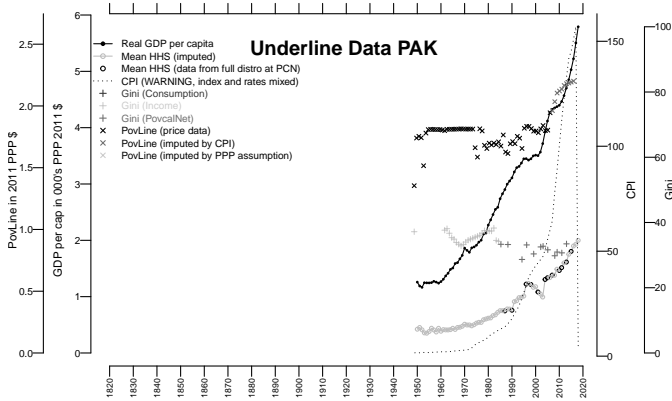 Underline Data PAK
Real GDP per capita
Mean HHS (imputed)
Mean HHS (data from full distro at PCN)
CPI (WARNING, index and rates mixed)
Gini (Consumption)
Gini (Income)
Gini (PovcalNet)
PovLine (price data)
PovLine (imputed by CPI)
PovLine (imputed by PPP assumption)
PovLine in 2011 PPP $
0.0
0.5
1.0
1.5
2.0
2.5
GDP per cap in 000's PPP 2011 $
0
1
2
3
4
5
6
CPI
0
50
100
150
Gini
0
20
40
60
80
100
1820
1830
1840
1850
1860
1870
1880
1890
1900
1910
1920
1930
1940
1950
1960
1970
1980
1990
2000
2010
2020